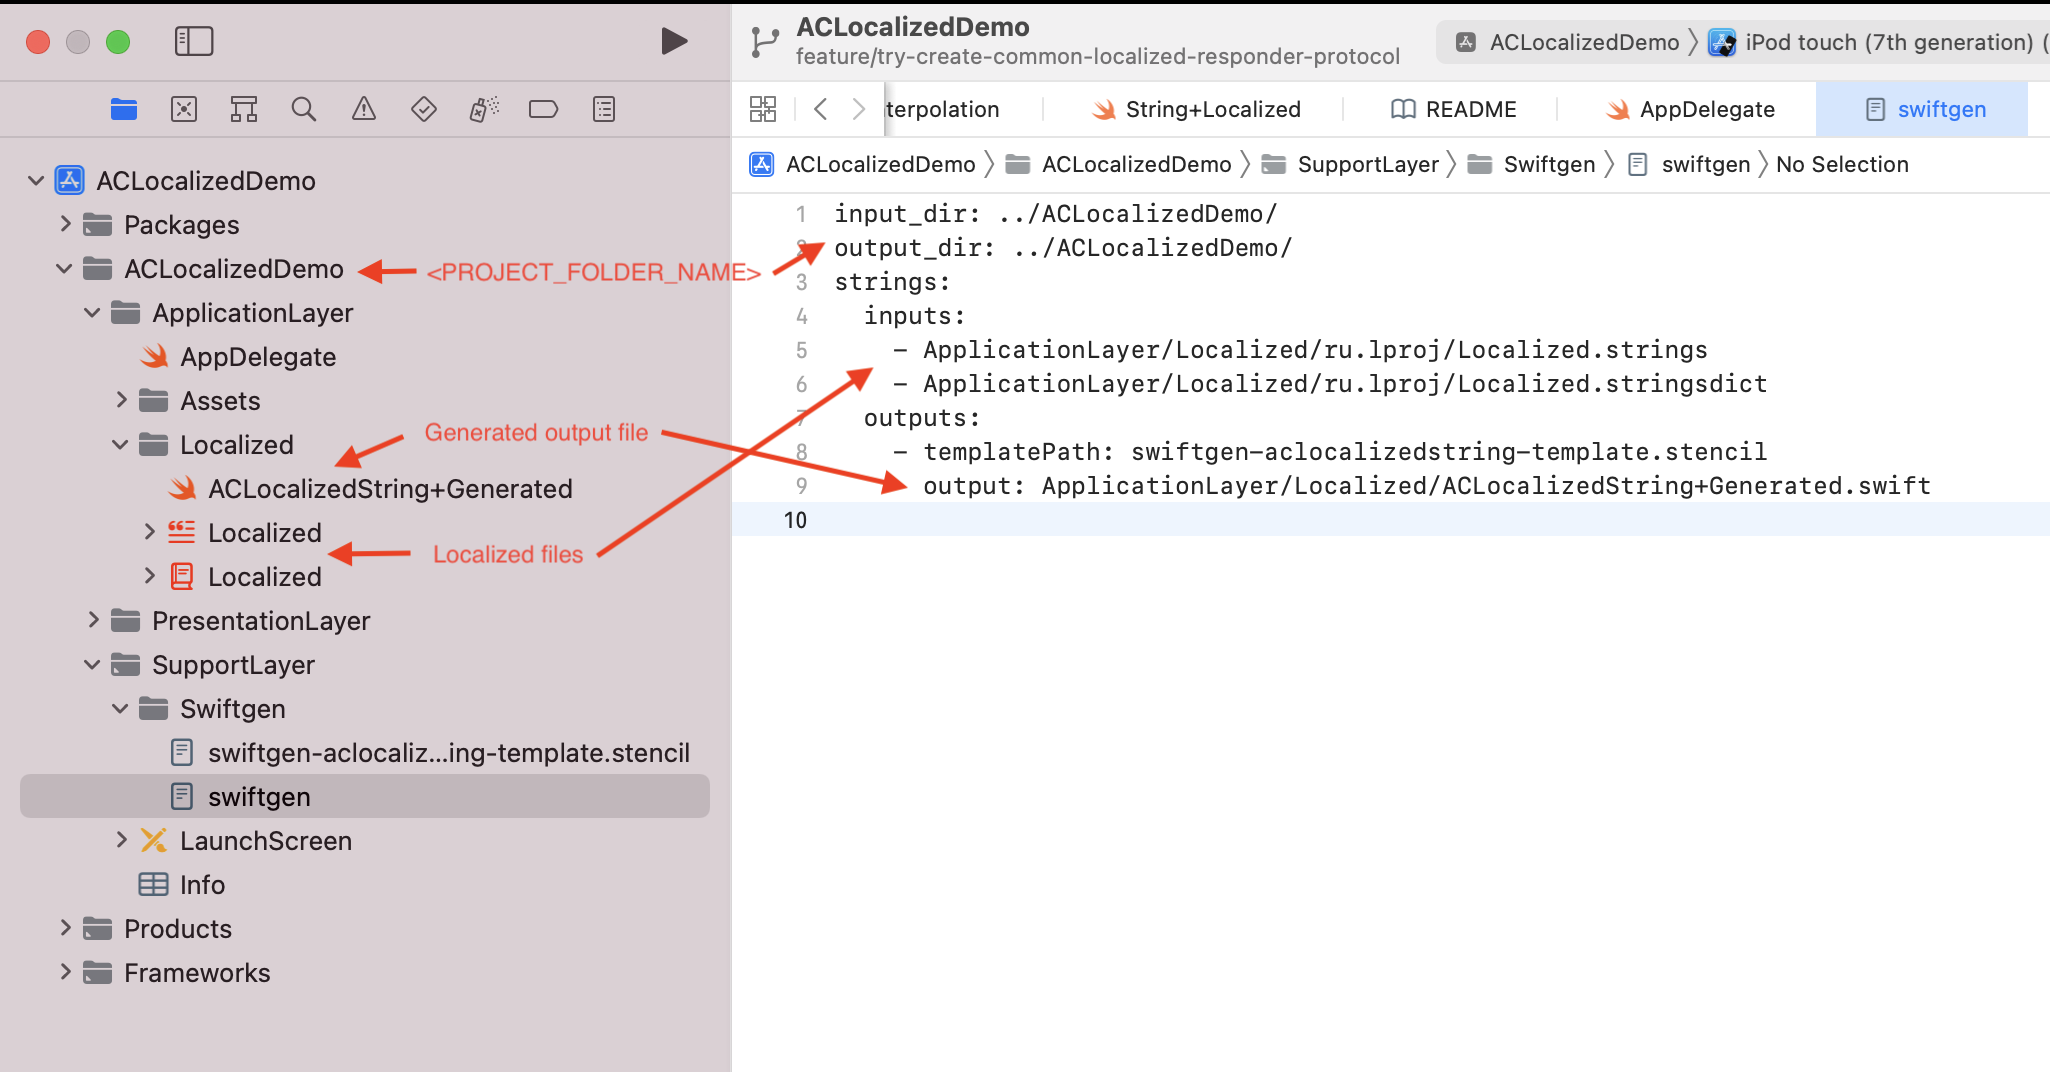 ACLocalizedDemo
feature/try-create-common-localized-responder-protocol
ACLocalizedDemo
iPod touch (7th generation) (
terpolation
String+Localized
README
AppDelegate
swiftgen
ACLocalizedDemo
ACLocalizedDemo
SupportLayer
Swiftgen
swiftgen
No Selection
ACLocalizedDemo
Packages
ACLocalizedDemo
ApplicationLayer
AppDelegate
Assets
Localized
ACLocalizedString+Generated
Localized
Localized
PresentationLayer
SupportLayer
Swiftgen
swiftgen-aclocaliz...ing-template.stencil
swiftgen
LaunchScreen
Info
Products
Frameworks
<PROJECT_FOLDER_NAME>
Generated output file
Localized files
1 input_dir: ../ACLocalizedDemo/
2 output_dir: ../ACLocalizedDemo/
3 strings:
4 inputs:
5 - ApplicationLayer/Localized/ru.lproj/Localized.strings
6 - ApplicationLayer/Localized/ru.lproj/Localized.stringsdict
7 outputs:
8 - templatePath: swiftgen-aclocalizedstring-template.stencil
9 output: ApplicationLayer/Localized/ACLocalizedString+Generated.swift
10